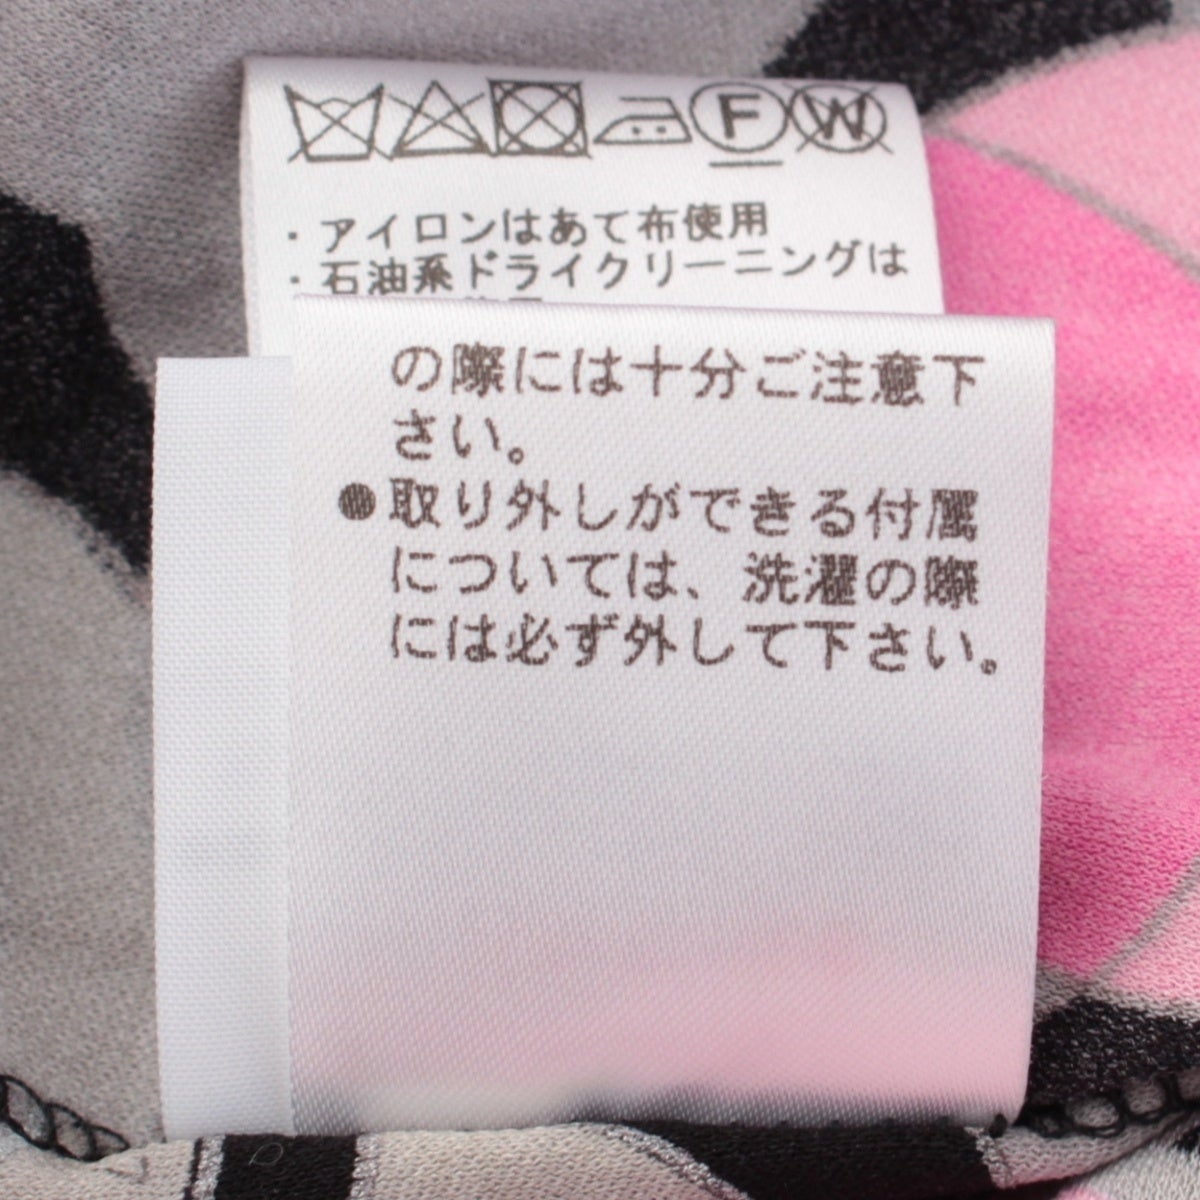 F W
・アイロンはあて布使用
・石油系ドライクリーニングは
の際には十分ご注意下
さい。
●取り外しができる付属
については、洗濯の際
には必ず外して下さい。